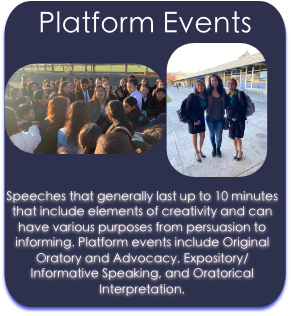 Platform Events
Speeches that generally last up to 10 minutes
that include elements of creativity and can
have various purposes from persuasion to
informing. Platform events include Original
Oratory and Advocacy, Expository/
Informative Speaking, and Oratorical
Interpretation.